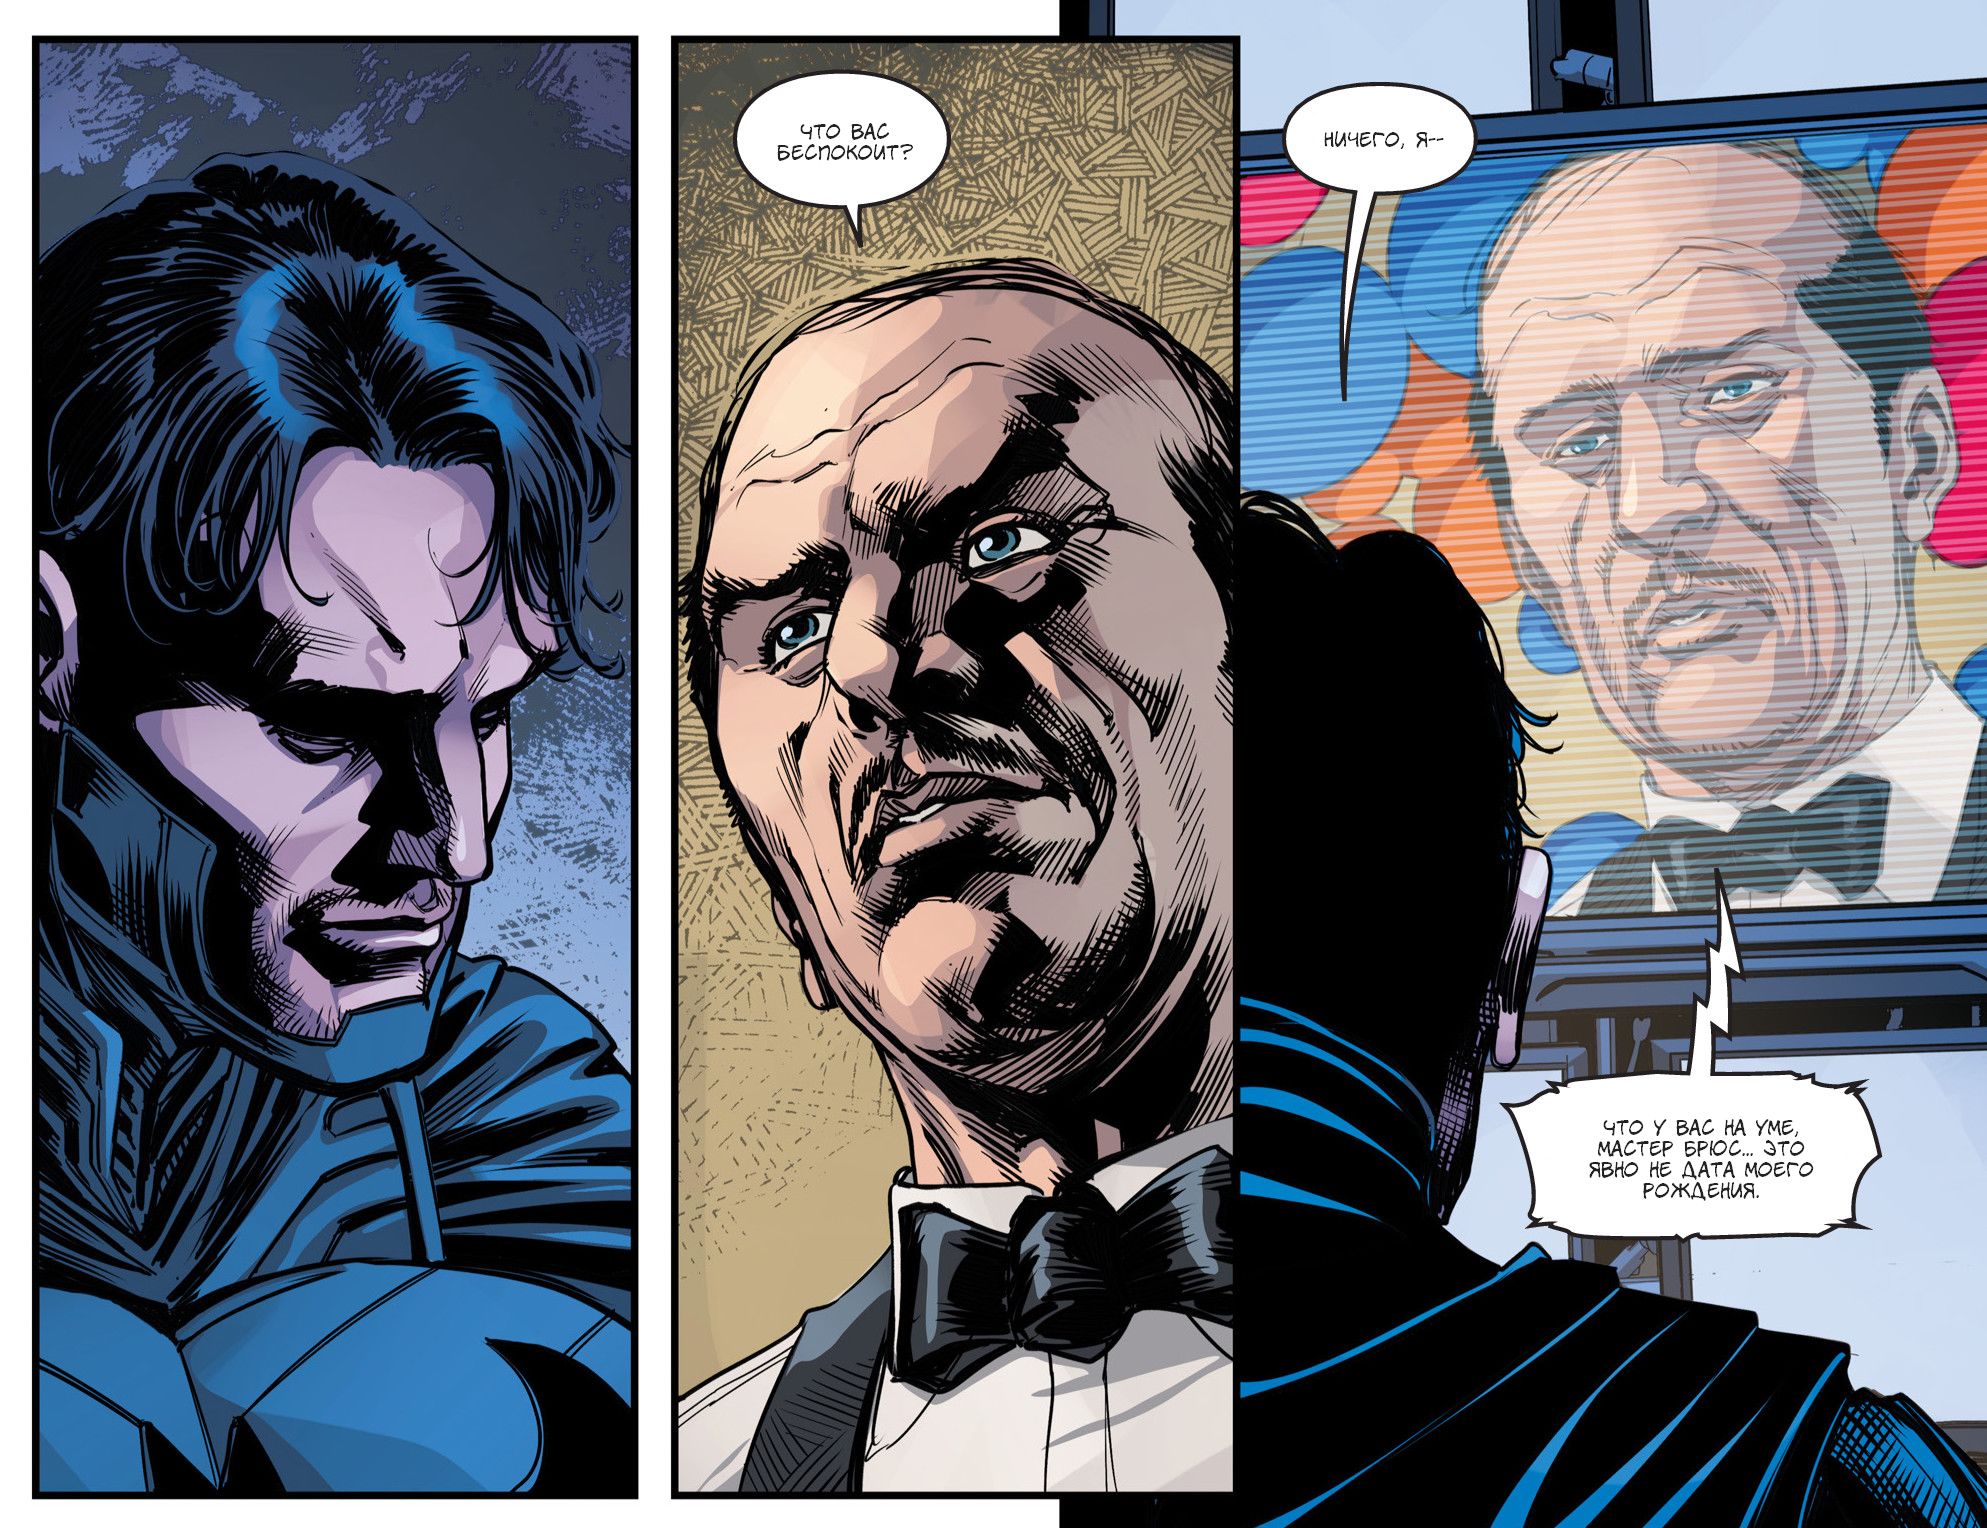 ЧТО ВАС
БЕСПОКОИТ?
НИЧЕГО, Я--
ЧТО У ВАС НА УМЕ,
МАСТЕР БРЮС... ЭТО
ЯВНО НЕ ДАТА МОЕГО
РОЖДЕНИЯ.